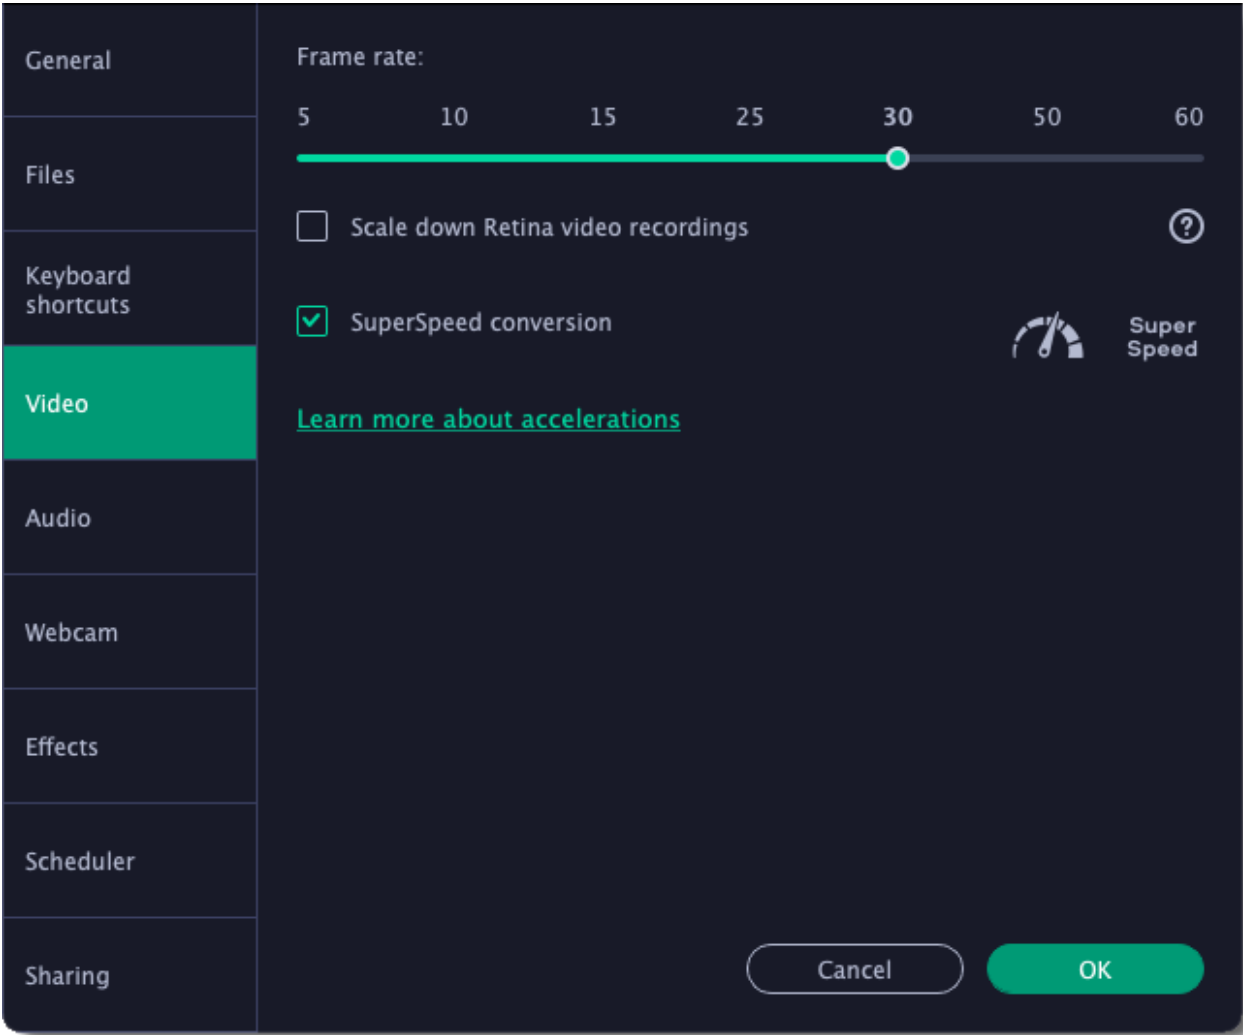 General
Files
Keyboard
shortcuts
Video
Audio
Webcam
Effects
Scheduler
Sharing
Frame rate:
5 10 15 25 30 50 60
Scale down Retina video recordings
?
SuperSpeed conversion
Super
Speed
Learn more about accelerations
Cancel OK